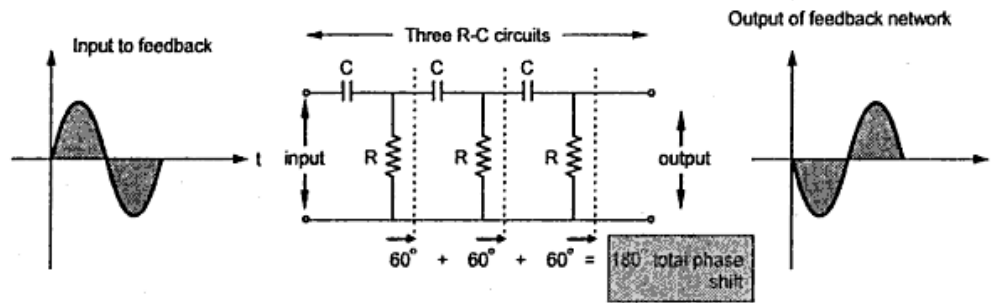 Input to feedback
Three R-C circuits
Output of feedback network
C C C
t input R R R output
60° + 60° + 60° = 180° total phase
shift